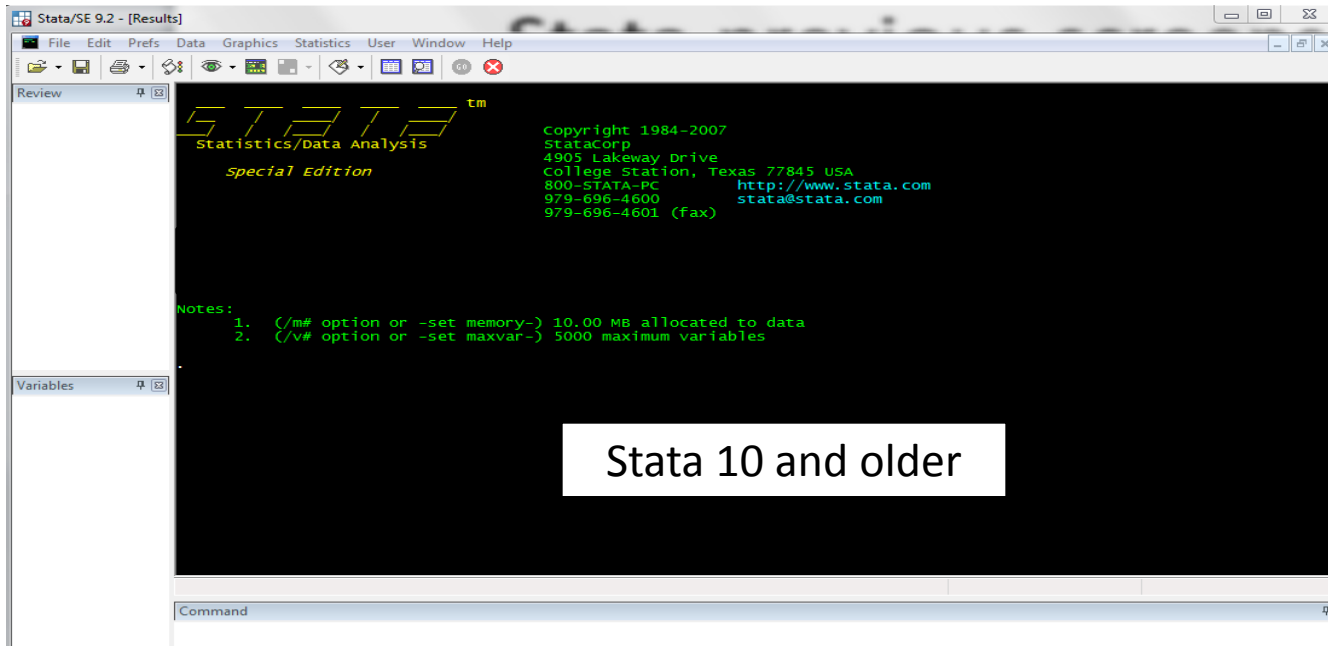 Stata/SE 9.2 - [Results]
File Edit Prefs Data Graphics Statistics User Window Help
Review
STATA tm
Statistics/Data Analysis
Special Edition
Copyright 1984-2007
StataCorp
4905 Lakeway Drive
College Station, Texas 77845 USA
800-STATA-PC http://www.stata.com
979-696-4600 stata@stata.com
979-696-4601 (fax)
Notes:
1. (/m# option or -set memory-) 10.00 MB allocated to data
2. (/v# option or -set maxvar-) 5000 maximum variables
.
Variables
Stata 10 and older
Command